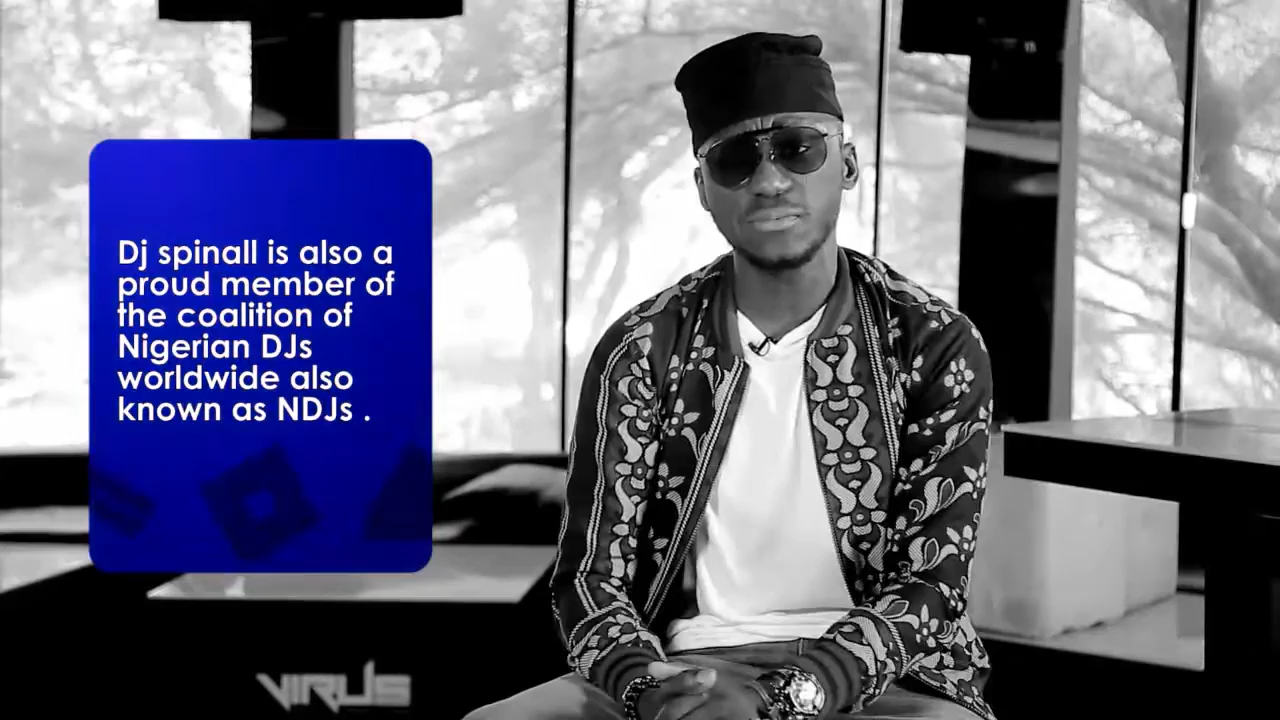 Dj spinall is also a
proud member of
the coalition of
Nigerian DJs
worldwide also
known as NDJs .
VIRUS